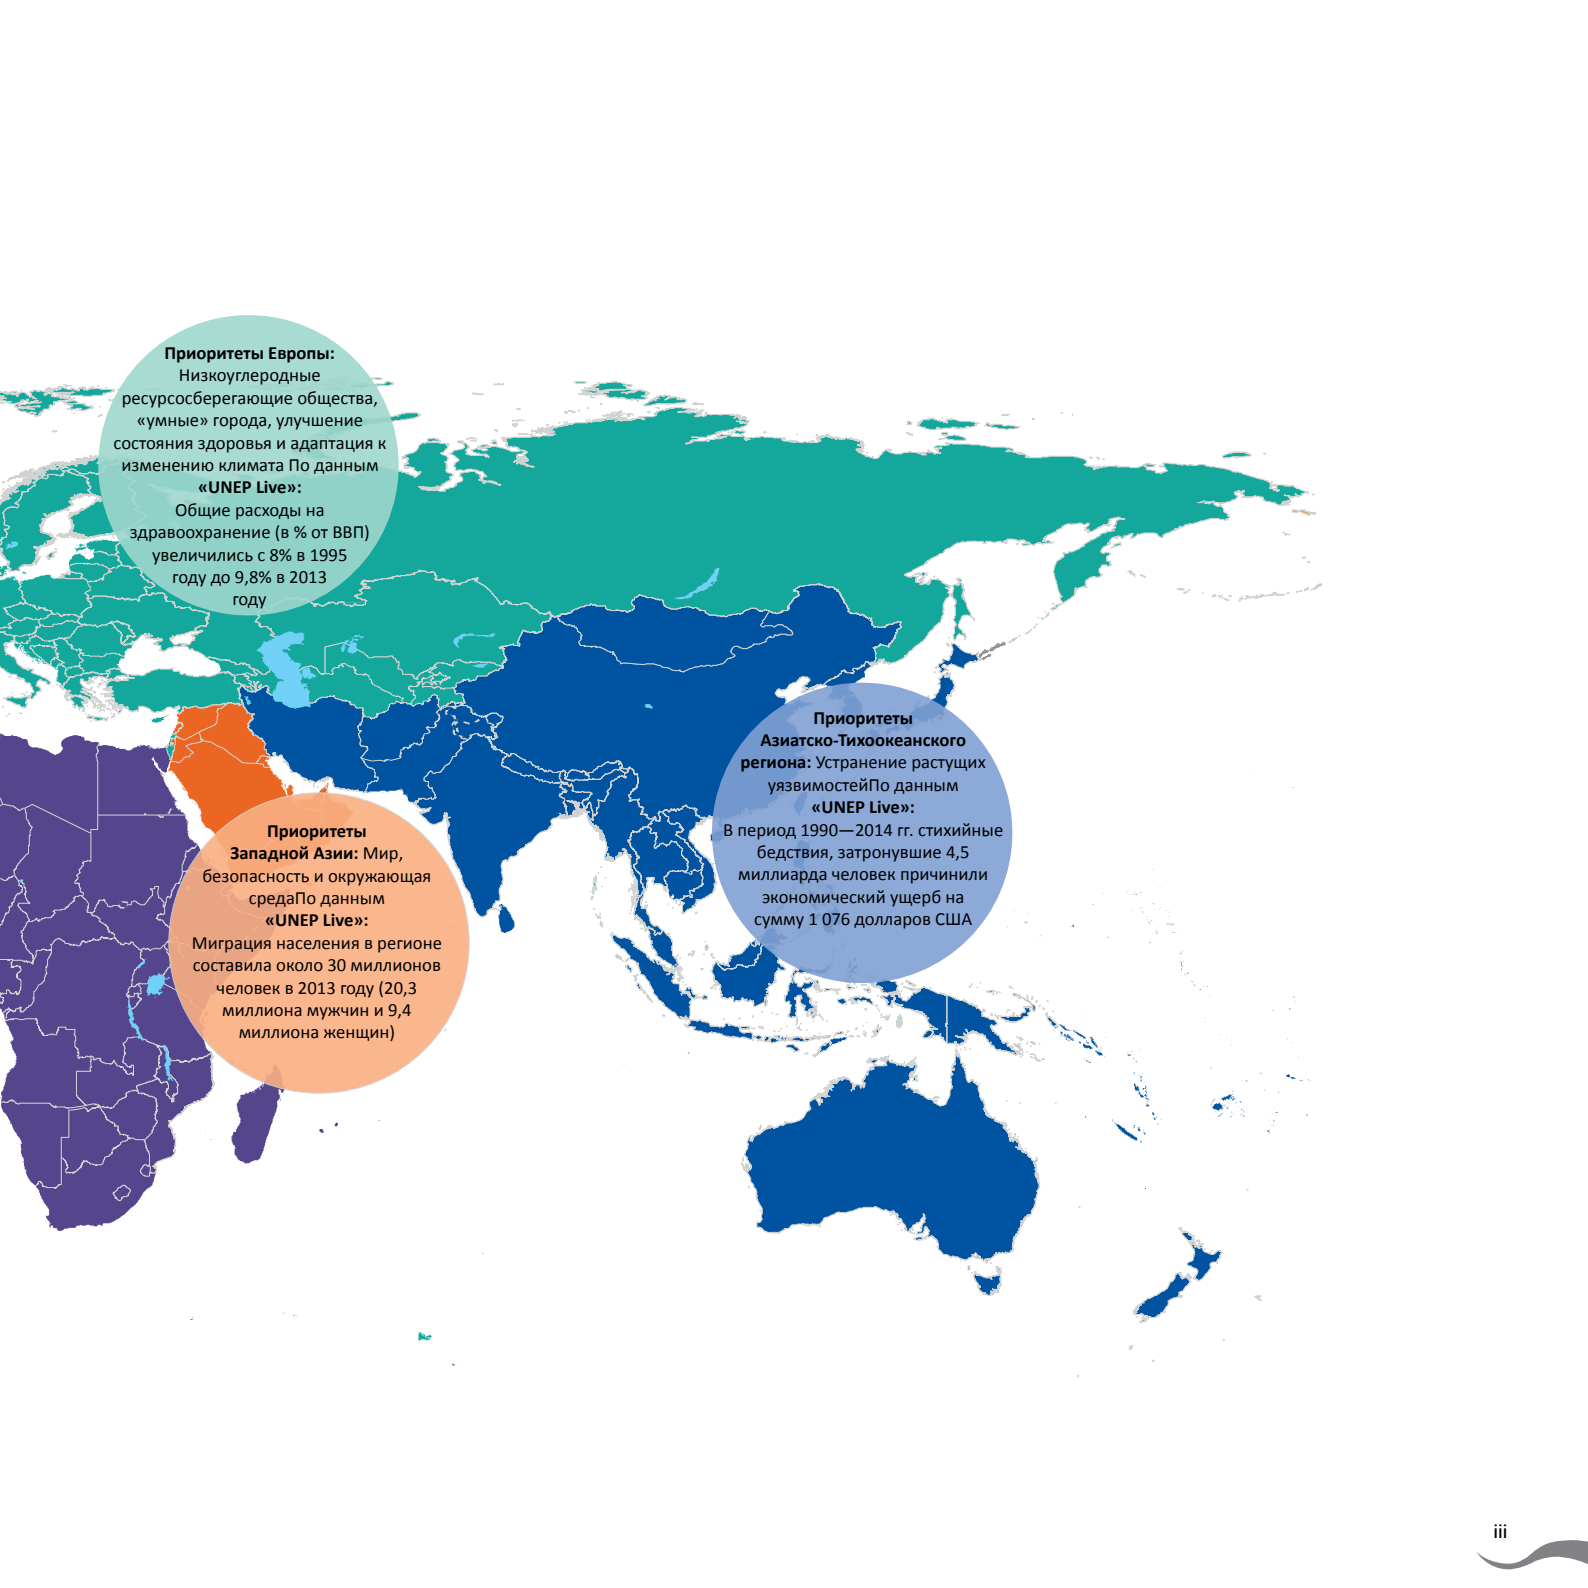 Приоритеты Европы:
Низкоуглеродные
ресурсосберегающие общества,
«умные» города, улучшение
состояния здоровья и адаптация к
изменению климата По данным
«UNEP Live»:
Общие расходы на
здравоохранение (в % от ВВП)
увеличились с 8% в 1995
году до 9,8% в 2013
году
Приоритеты
Азиатско-Тихоокеанского
региона: Устранение растущих
уязвимостейПо данным
«UNEP Live»:
В период 1990—2014 гг. стихийные
бедствия, затронувшие 4,5
миллиарда человек причинили
экономический ущерб на
сумму 1 076 долларов США
Приоритеты
Западной Азии: Мир,
безопасность и окружающая
средаПо данным
«UNEP Live»:
Миграция населения в регионе
составила около 30 миллионов
человек в 2013 году (20,3
миллиона мужчин и 9,4
миллиона женщин)
iii